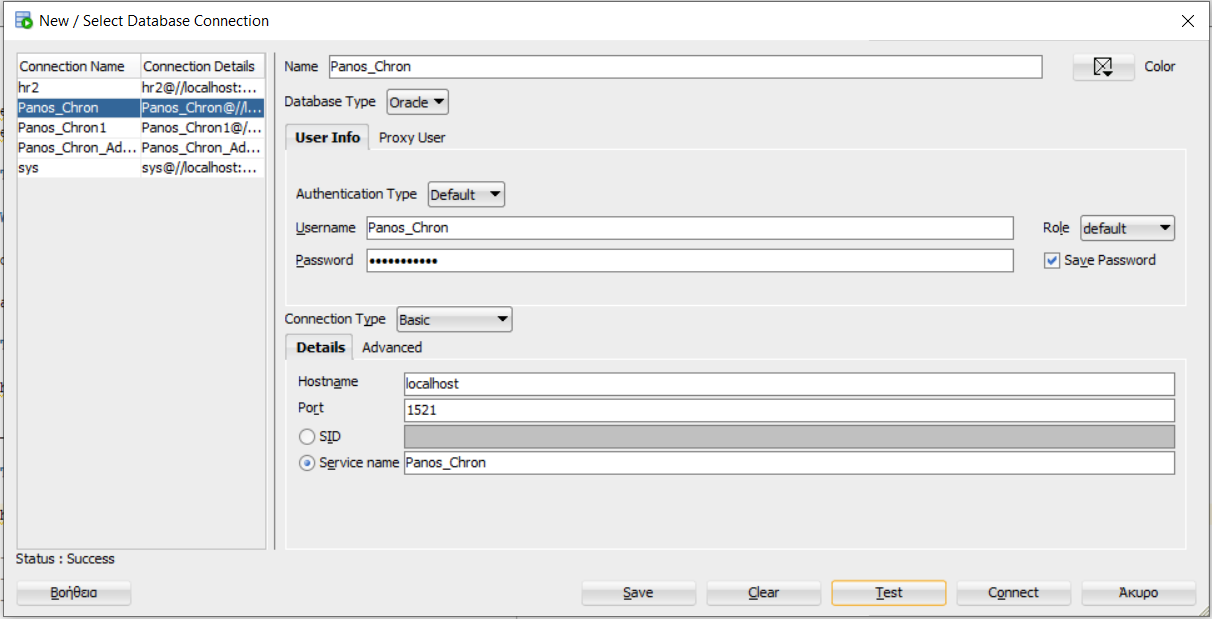 New / Select Database Connection
Connection Name Connection Details
hr2 hr2@//localhost:...
Panos_Chron Panos_Chron@//l...
Panos_Chron1 Panos_Chron1@/...
Panos_Chron_Ad... Panos_Chron_Ad...
sys sys@//localhost:...
Name Panos_Chron Color
Database Type Oracle
User Info Proxy User
Authentication Type Default
Username Panos_Chron Role default
Password ••••••••••• Save Password
Connection Type Basic
Details Advanced
Hostname localhost
Port 1521
SID
Service name Panos_Chron
Status : Success
Βοήθεια Save Clear Test Connect Άκυρο